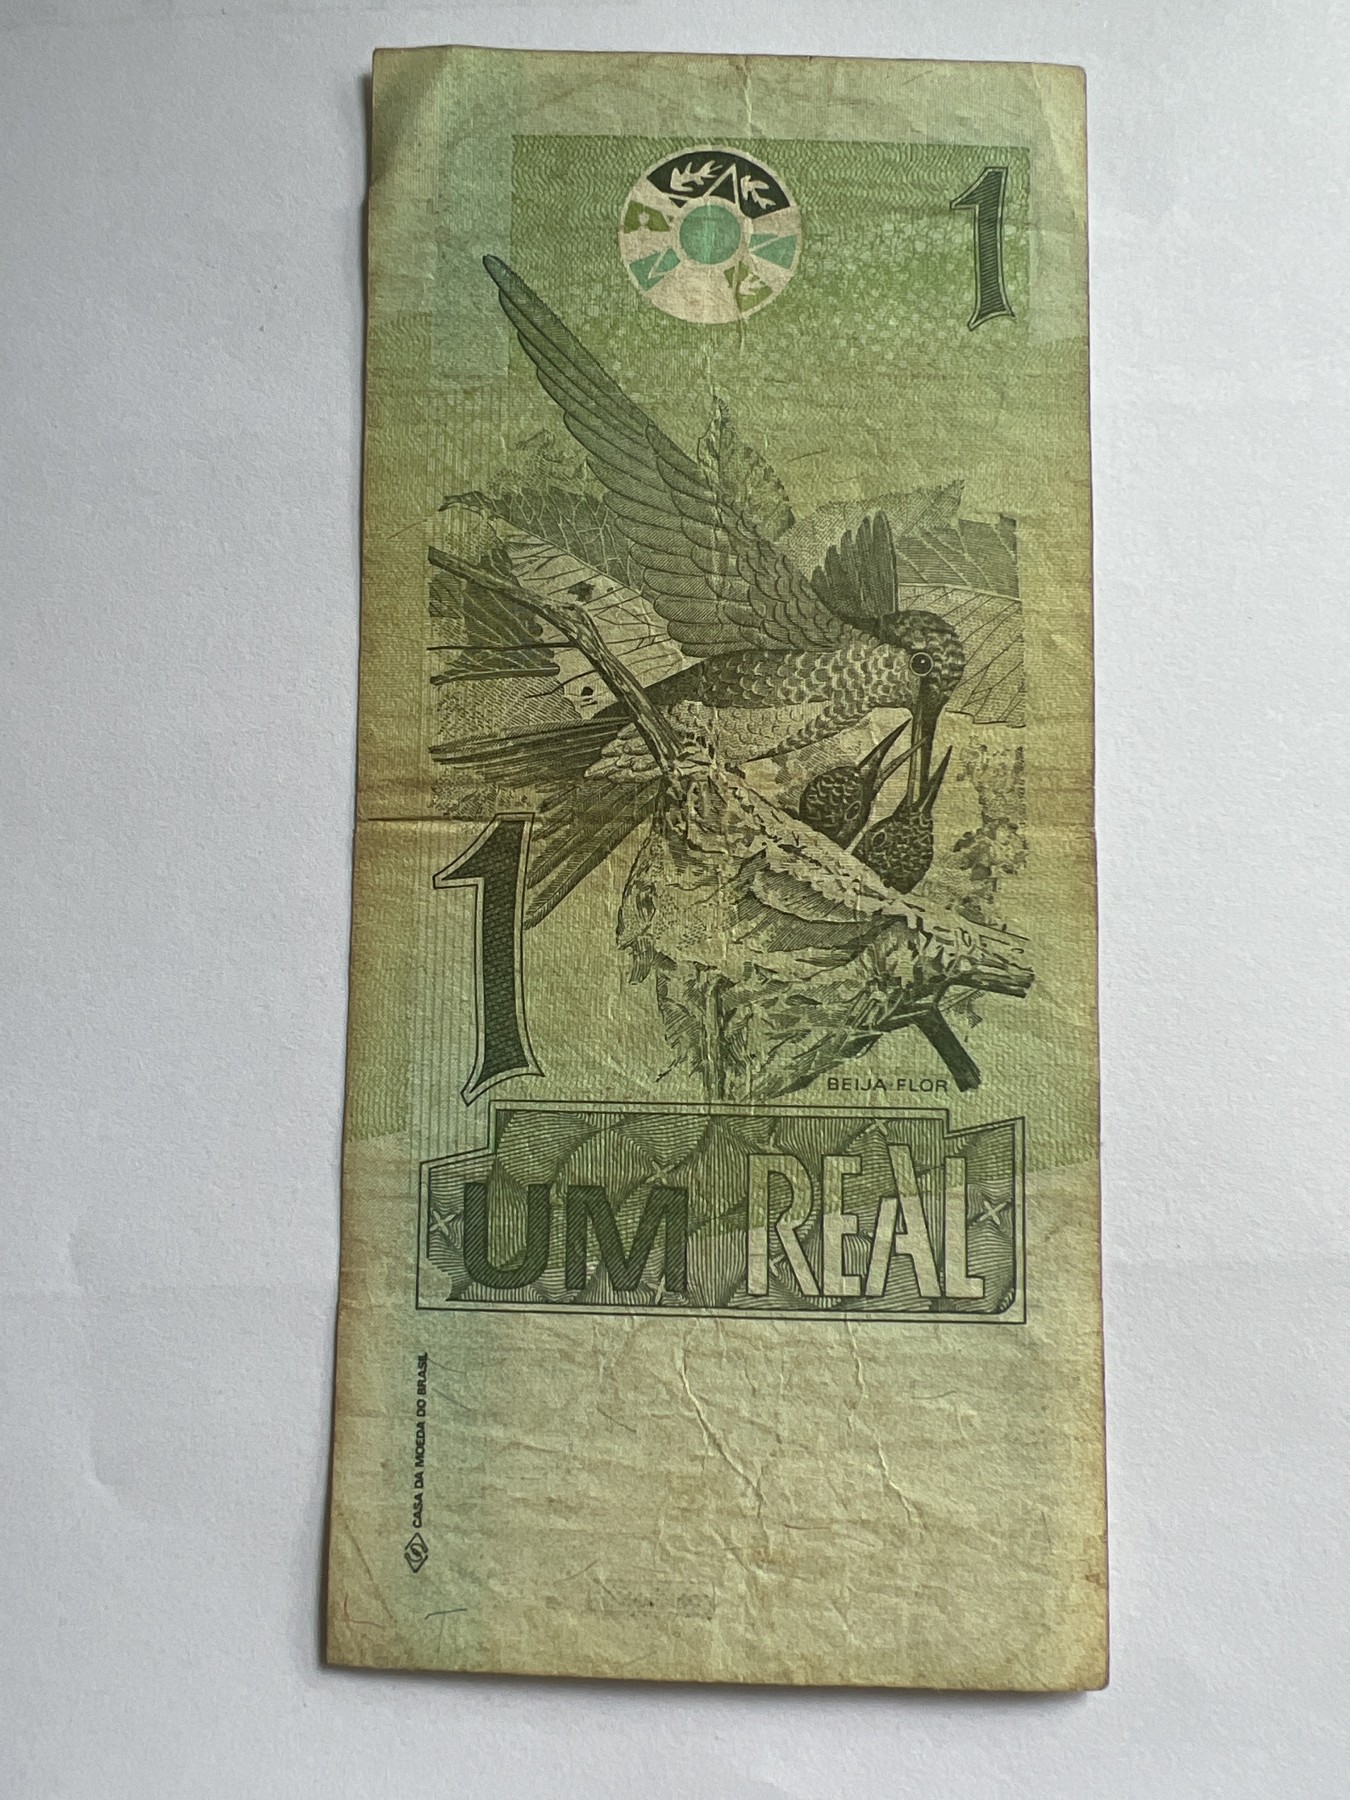 1
1
BEIJA-FLOR
UM REAL
CASA DA MOEDA DO BRASIL